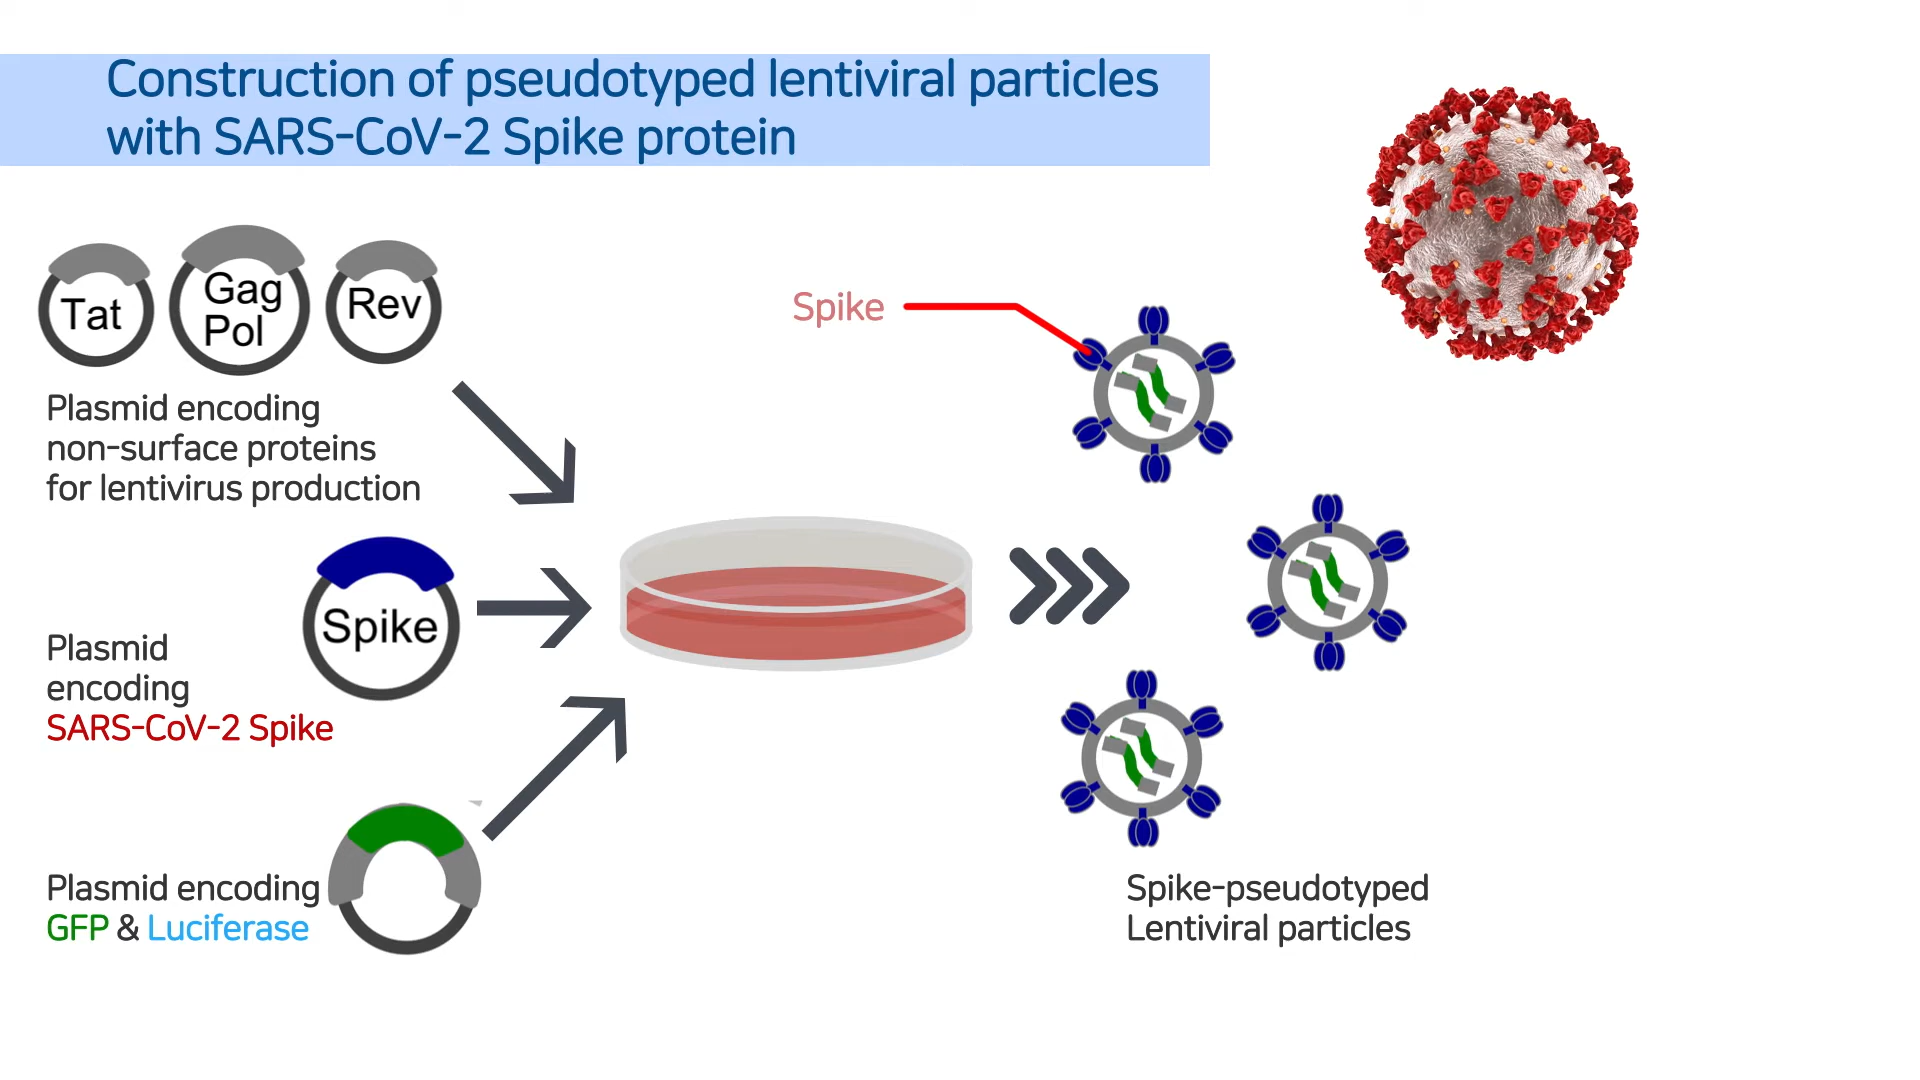 Construction of pseudotyped lentiviral particles
with SARS-CoV-2 Spike protein
Tat
Gag
Pol
Rev
Plasmid encoding
non-surface proteins
for lentivirus production
Spike
Plasmid
encoding
SARS-CoV-2 Spike
Plasmid encoding
GFP & Luciferase
Spike
Spike-pseudotyped
Lentiviral particles